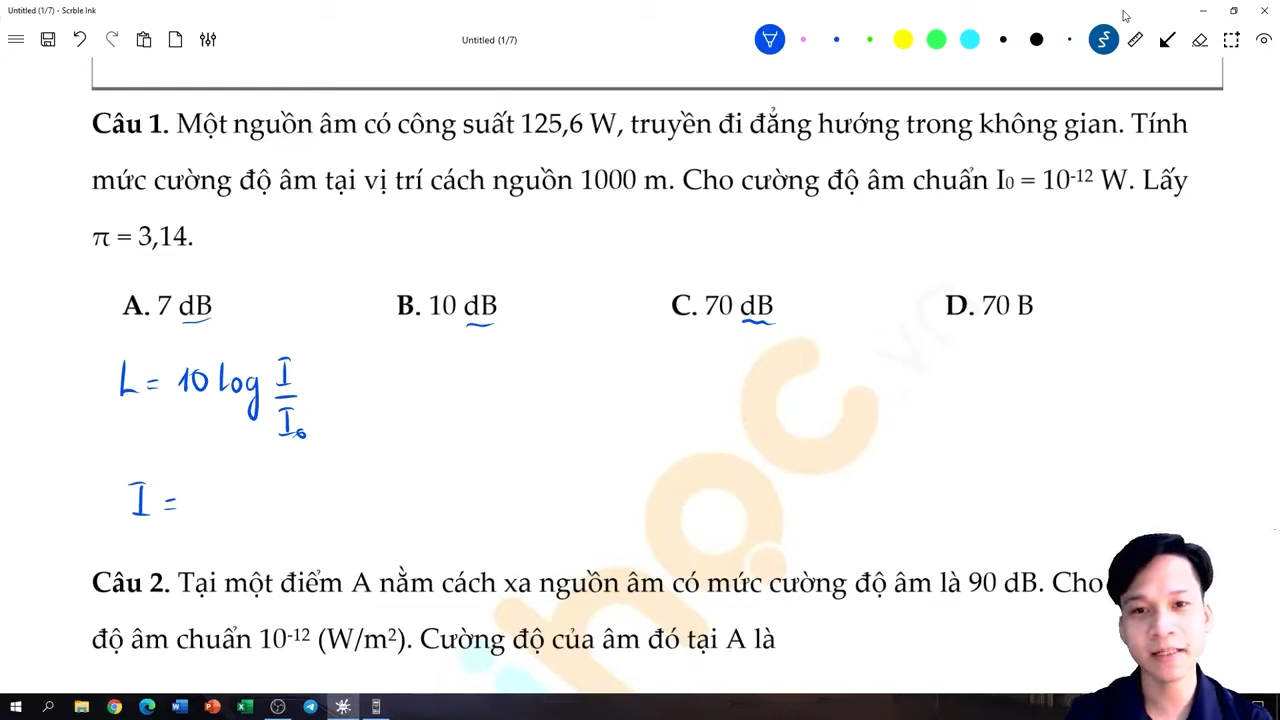 Untitled (1/7) - Scrble Ink
Untitled (1/7)
Câu 1. Một nguồn âm có công suất 125,6 W, truyền đi đẳng hướng trong không gian. Tính
mức cường độ âm tại vị trí cách nguồn 1000 m. Cho cường độ âm chuẩn I₀ = 10⁻¹² W. Lấy
π = 3,14.
A. 7 dB B. 10 dB C. 70 dB D. 70 B
L = 10 log I/I₀
I =
Câu 2. Tại một điểm A nằm cách xa nguồn âm có mức cường độ âm là 90 dB. Cho
độ âm chuẩn 10⁻¹² (W/m²). Cường độ của âm đó tại A là